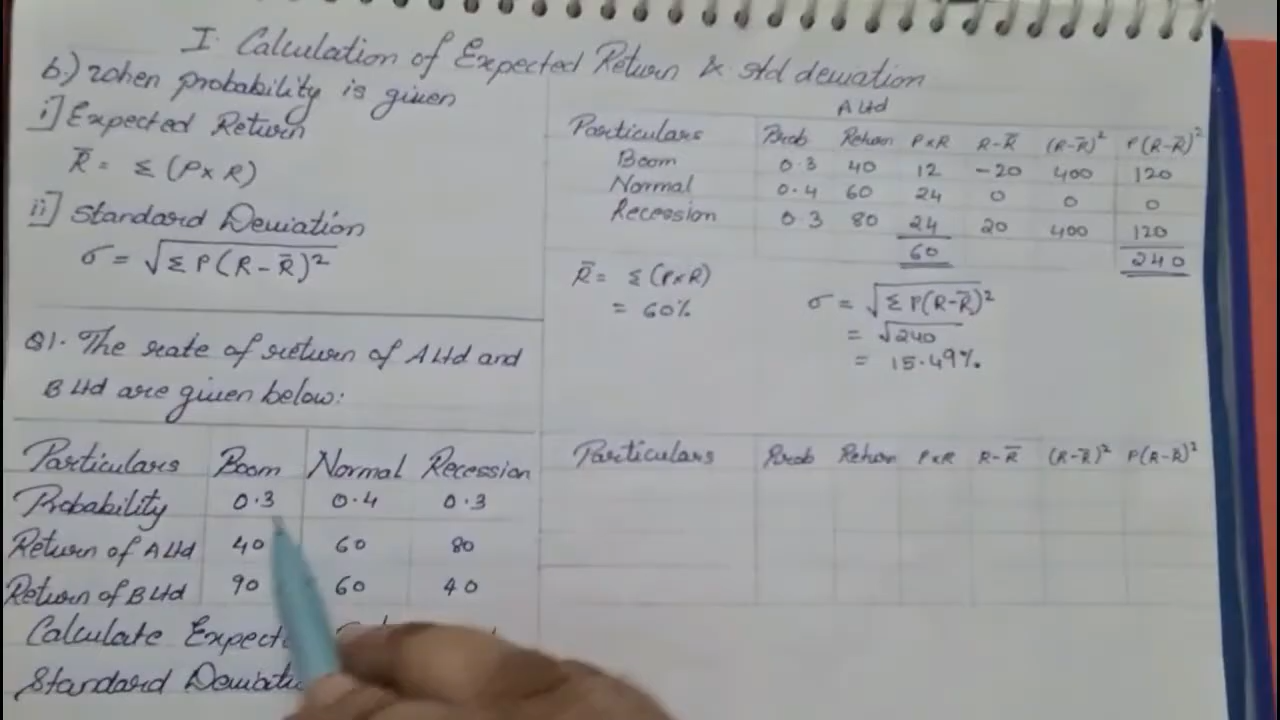 I. Calculation of Expected Return & std deviation
b.) when probability is given
i] Expected Return
R̄ = Σ (P×R)
ii] Standard Deviation
σ = √Σ P(R-R̄)²
Q1. The rate of return of A Ltd and
B Ltd are given below:
Particulars Boom Normal Recession
Probability 0.3 0.4 0.3
Return of A Ltd 40 60 80
Return of B Ltd 90 60 40
Calculate
Standard
A Ltd
Particulars Prob Return P×R R-R̄ (R-R̄)² P(R-R̄)²
Boom 0.3 40 12 -20 400 120
Normal 0.4 60 24 0 0 0
Recession 0.3 80 24 20 400 120
60 240
R̄ = Σ (P×R)
= 60%
σ = √Σ P(R-R̄)²
= √240
= 15.49%
Particulars Prob Return P×R R-R̄ (R-R̄)² P(R-R̄)²